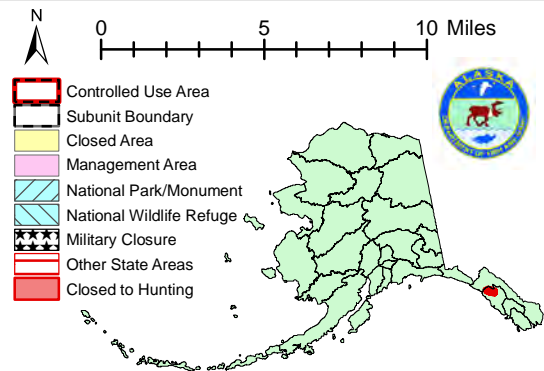 N
0 5 10 Miles
Controlled Use Area
Subunit Boundary
Closed Area
Management Area
National Park/Monument
National Wildlife Refuge
Military Closure
Other State Areas
Closed to Hunting
ALASKA